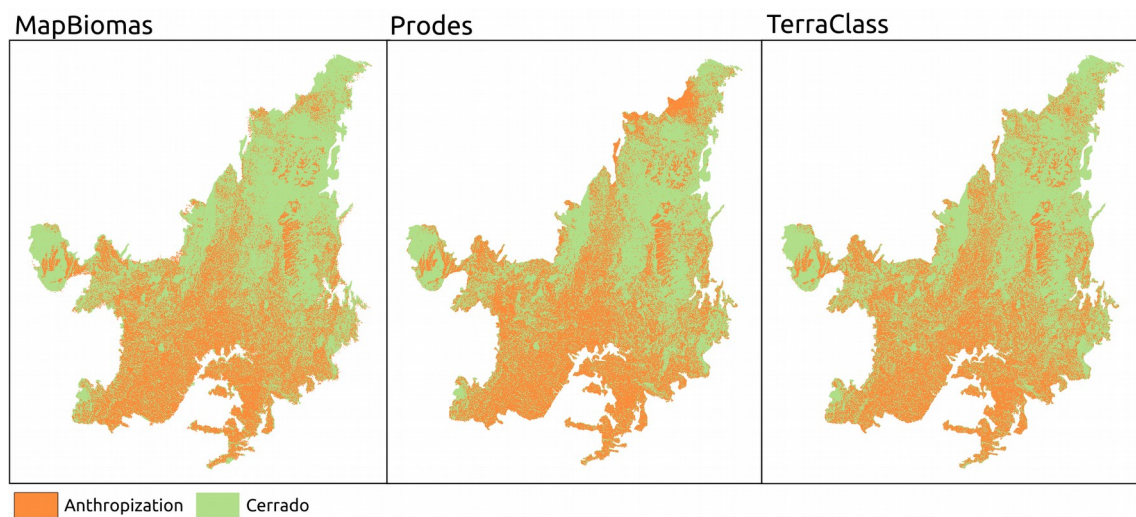 MapBiomas
Prodes
TerraClass
Anthropization
Cerrado